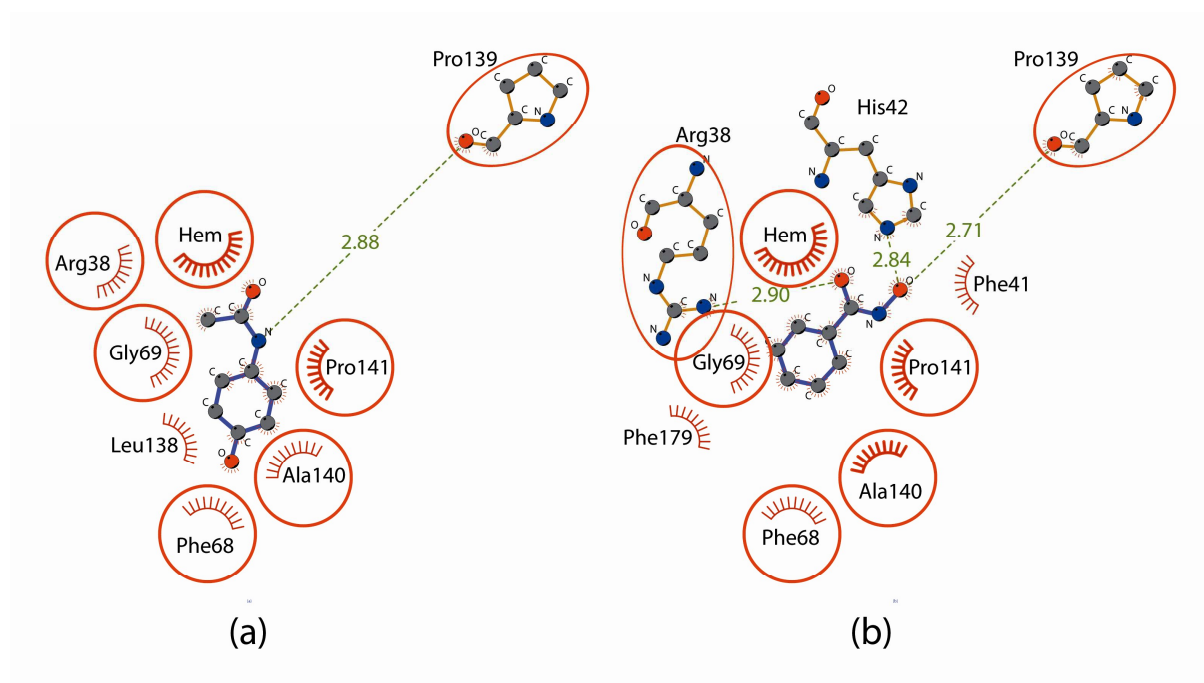 Pro139
C
C
C
C
N
O
C
2.88
Hem
Arg38
O
C
C
N
Gly69
C
C
C
C
C
C
O
Pro141
Leu138
Ala140
Phe68
(a)
(a)
Pro139
C
C
C
C
N
O
C
His42
O
C
C
C
N
C
N
C
C
N
Arg38
N
C
C
O
C
C
C
N
C
N
N
Hem
2.71
2.84
2.90
O
O
C
N
Phe41
C
C
C
C
C
C
Gly69
Pro141
Phe179
Ala140
Phe68
(b)
(b)